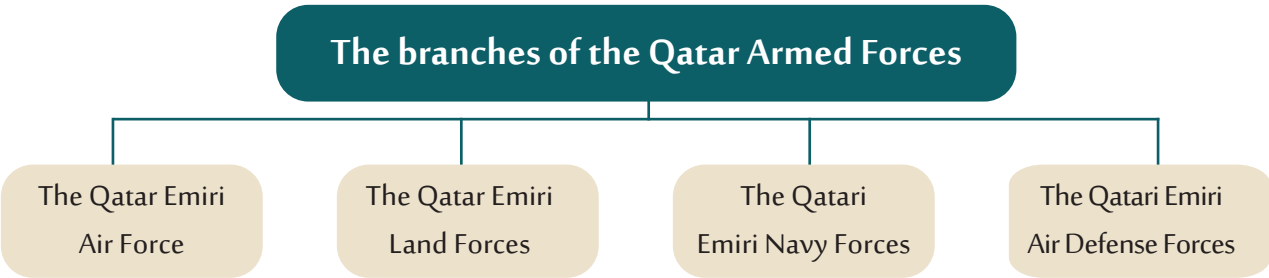 The branches of the Qatar Armed Forces
The Qatar Emiri
Air Force
The Qatar Emiri
Land Forces
The Qatari
Emiri Navy Forces
The Qatari Emiri
Air Defense Forces